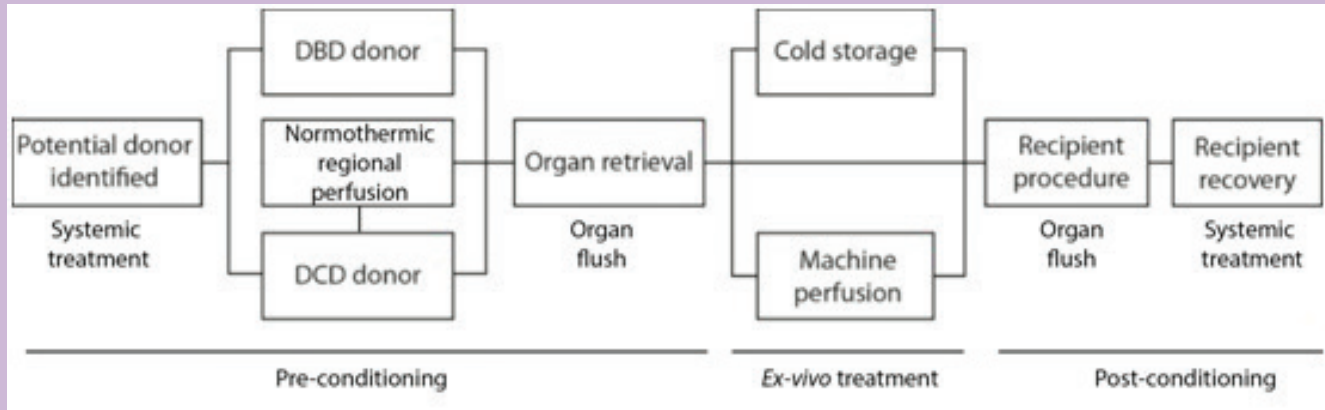 DBD donor
Cold storage
Potential donor
identified
Normothermic
regional
perfusion
Organ retrieval
Recipient
procedure
Recipient
recovery
Systemic
treatment
Organ
flush
Organ
flush
Systemic
treatment
DCD donor
Machine
perfusion
Pre-conditioning
Ex-vivo treatment
Post-conditioning